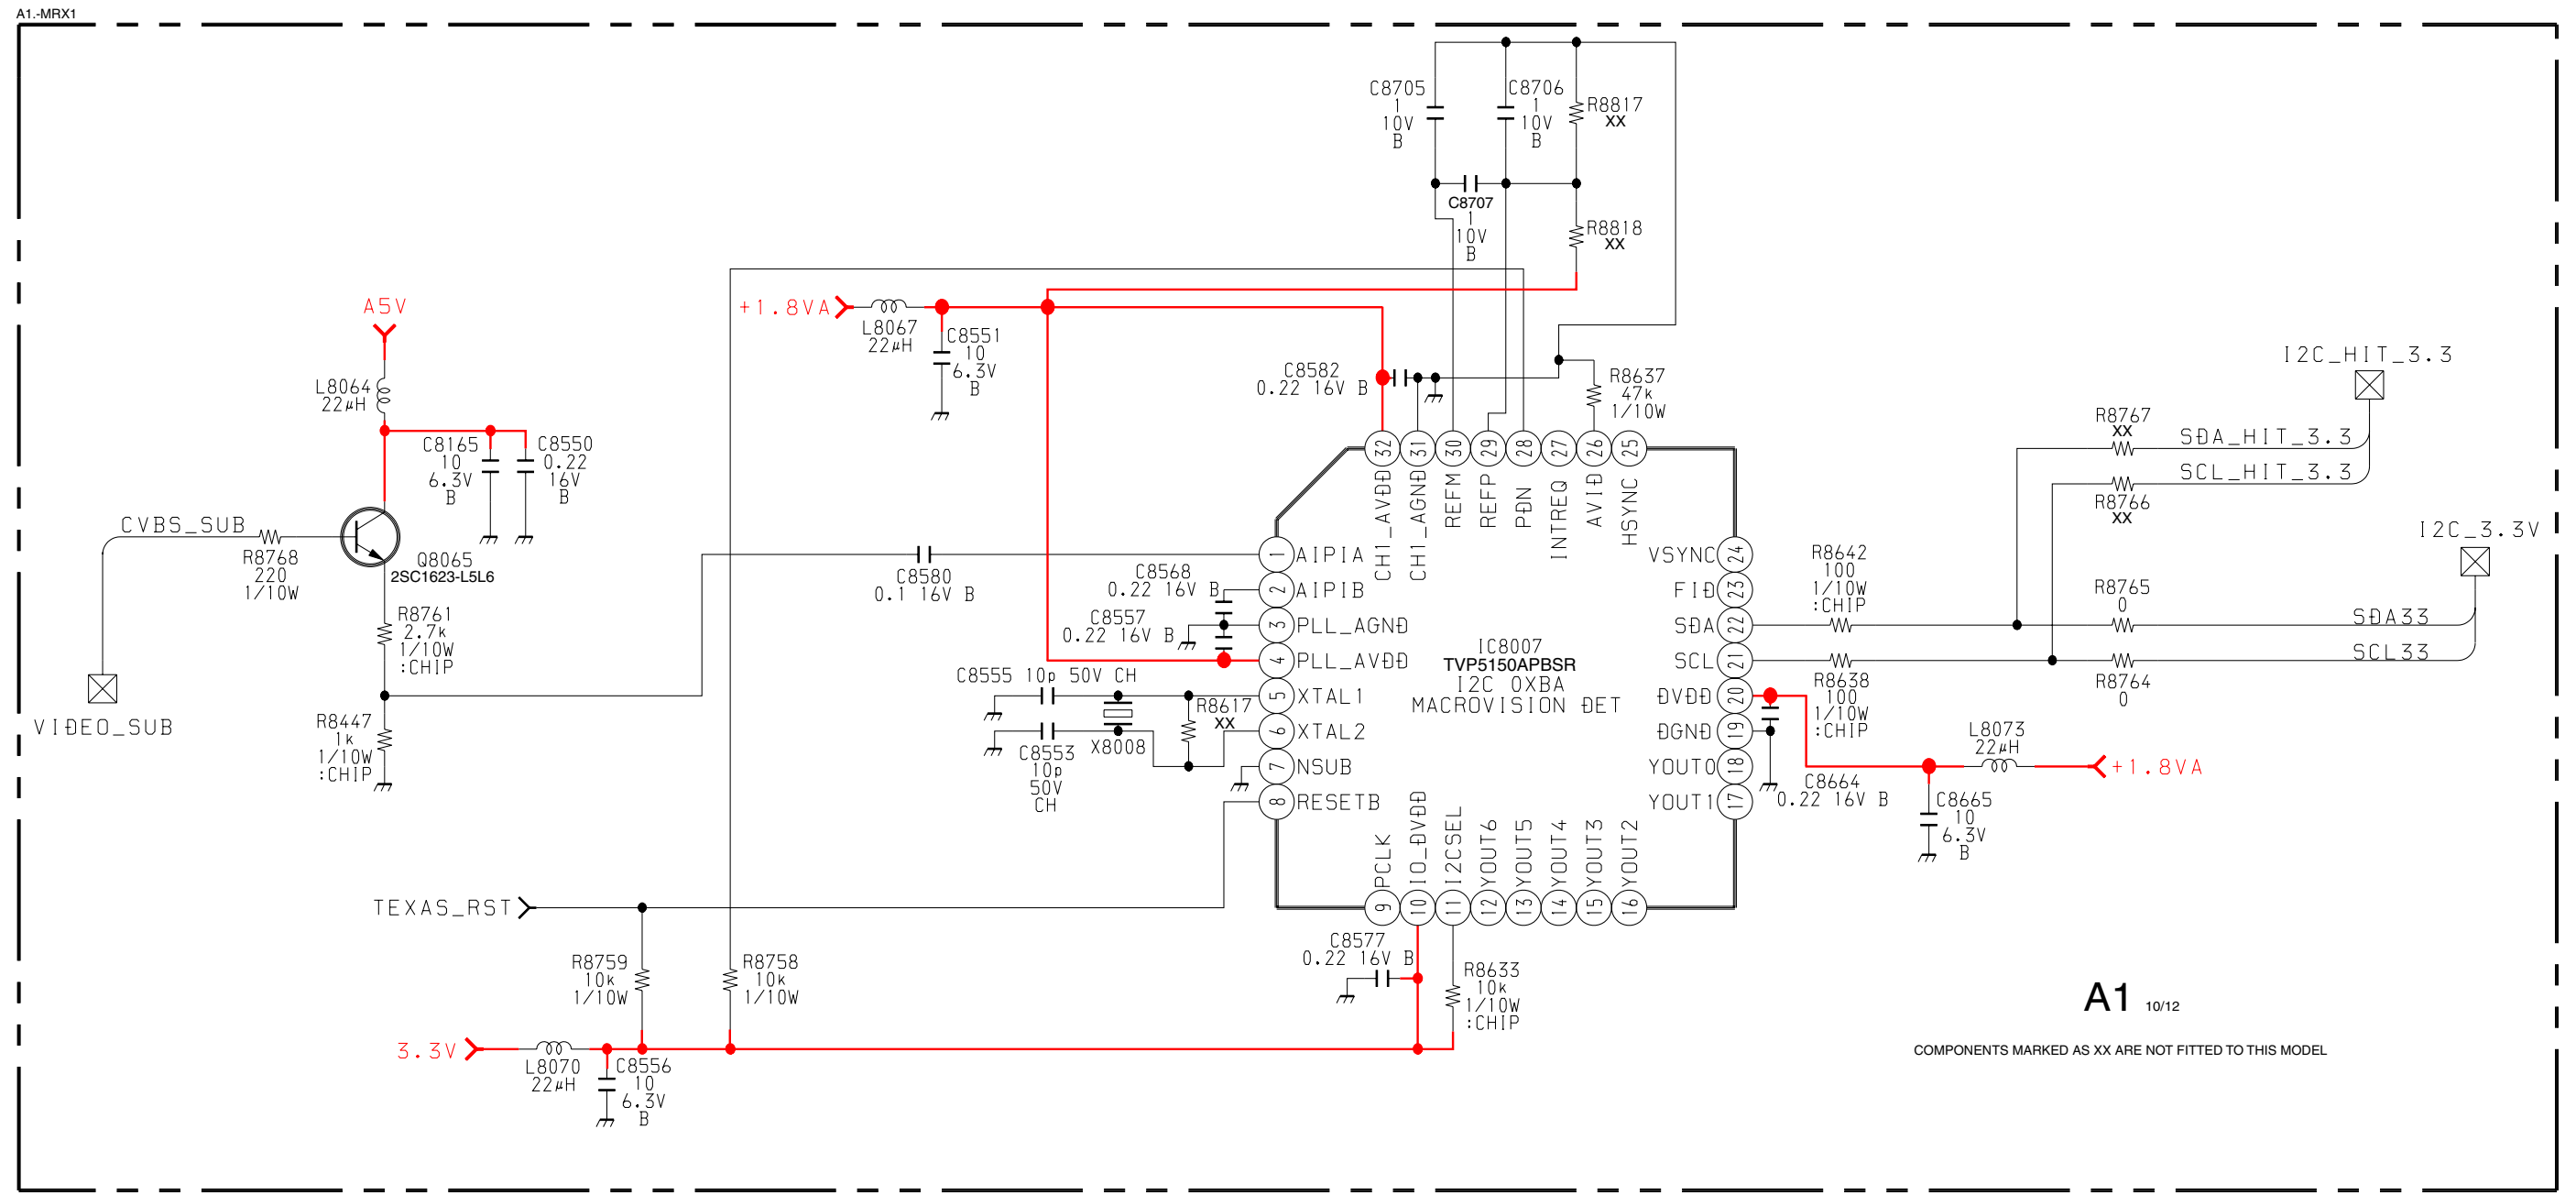 A1.-MRX1
C8705
1
10V
B
C8706
1
10V
B
R8817
XX
C8707
1
10V
B
R8818
XX
A5V
+1.8VA
L8067
22μH
C8551
10
6.3V
B
L8064
22μH
C8165
10
6.3V
B
C8550
0.22
16V
B
C8582
0.22 16V B
R8637
47k
1/10W
I2C_HIT_3.3
R8767
XX
SDA_HIT_3.3
SCL_HIT_3.3
R8766
XX
I2C_3.3V
CVBS_SUB
R8768
220
1/10W
Q8065
2SC1623-L5L6
R8761
2.7k
1/10W
:CHIP
R8447
1k
1/10W
:CHIP
VIDEO_SUB
C8580
0.1 16V B
C8568
0.22 16V B
C8557
0.22 16V B
C8555 10p 50V CH
C8553
10p
50V
CH
X8008
R8617
XX
32 31 30 29 28 27 26 25
CH1_AVDD
CH1_AGND
REFM
REFP
PDN
INTREQ
AVID
HSYNC
1 AIPIA
2 AIPIB
3 PLL_AGND
4 PLL_AVDD
5 XTAL1
6 XTAL2
7 NSUB
8 RESETB
IC8007
TVP5150APBSR
I2C 0XBA
MACROVISION DET
VSYNC 24
FID 23
SDA 22
SCL 21
DVDD 20
DGND 19
YOUT0 18
YOUT1 17
PCLK
IO_DVDD
I2CSEL
YOUT6
YOUT5
YOUT4
YOUT3
YOUT2
9 10 11 12 13 14 15 16
R8642
100
1/10W
:CHIP
R8765
0
SDA33
SCL33
R8638
100
1/10W
:CHIP
R8764
0
L8073
22μH
+1.8VA
C8664
0.22 16V B
C8665
10
6.3V
B
TEXAS_RST
R8759
10k
1/10W
R8758
10k
1/10W
C8577
0.22 16V B
R8633
10k
1/10W
:CHIP
3.3V
L8070
22μH
C8556
10
6.3V
B
A1 10/12
COMPONENTS MARKED AS XX ARE NOT FITTED TO THIS MODEL